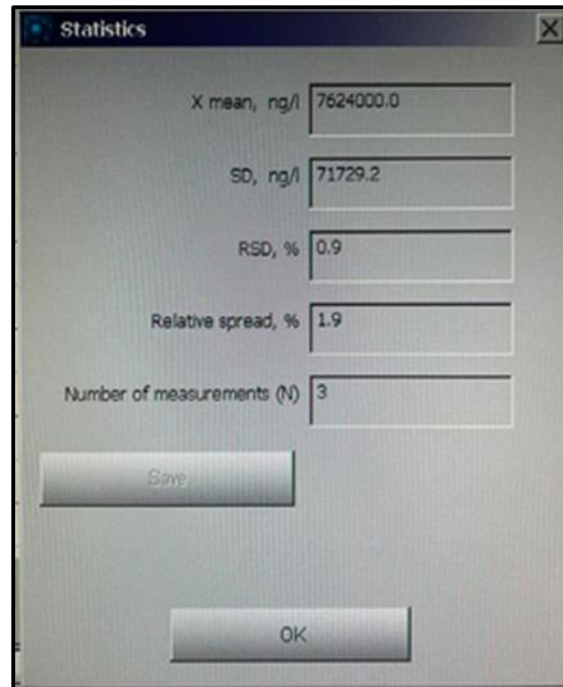 Statistics
X mean, ng/l 7624000.0
SD, ng/l 71729.2
RSD, % 0.9
Relative spread, % 1.9
Number of measurements (N) 3
Save
OK